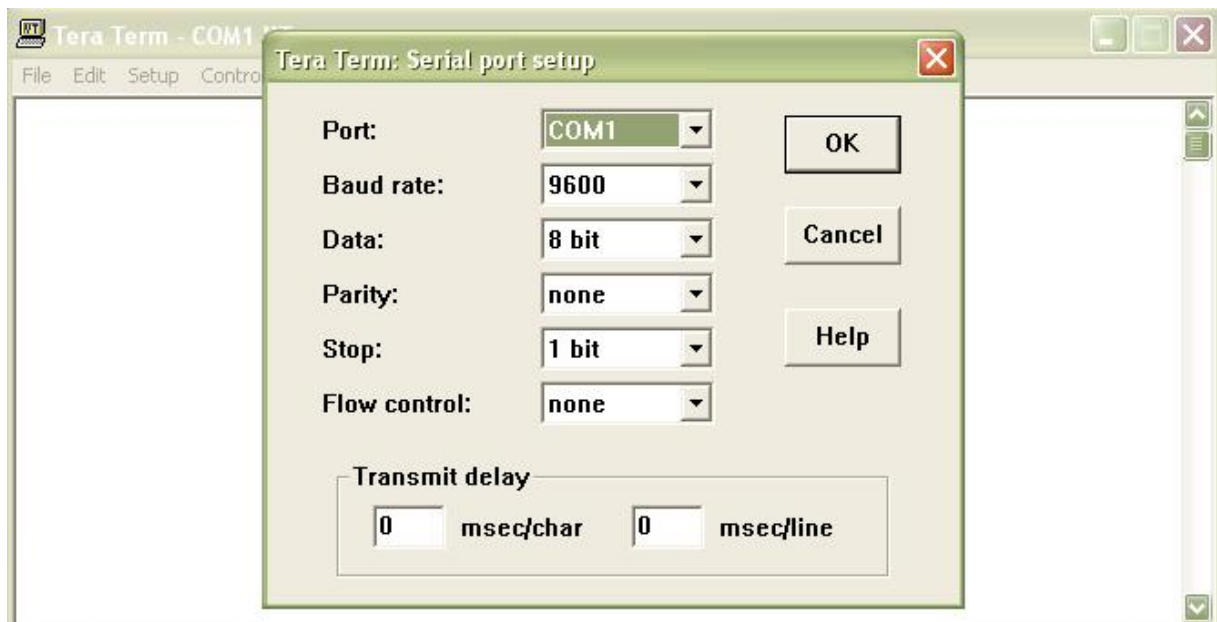 Tera Term - COM1
File Edit Setup
Tera Term: Serial port setup
Port: COM1
Baud rate: 9600
Data: 8 bit
Parity: none
Stop: 1 bit
Flow control: none
OK
Cancel
Help
Transmit delay
0 msec/char 0 msec/line